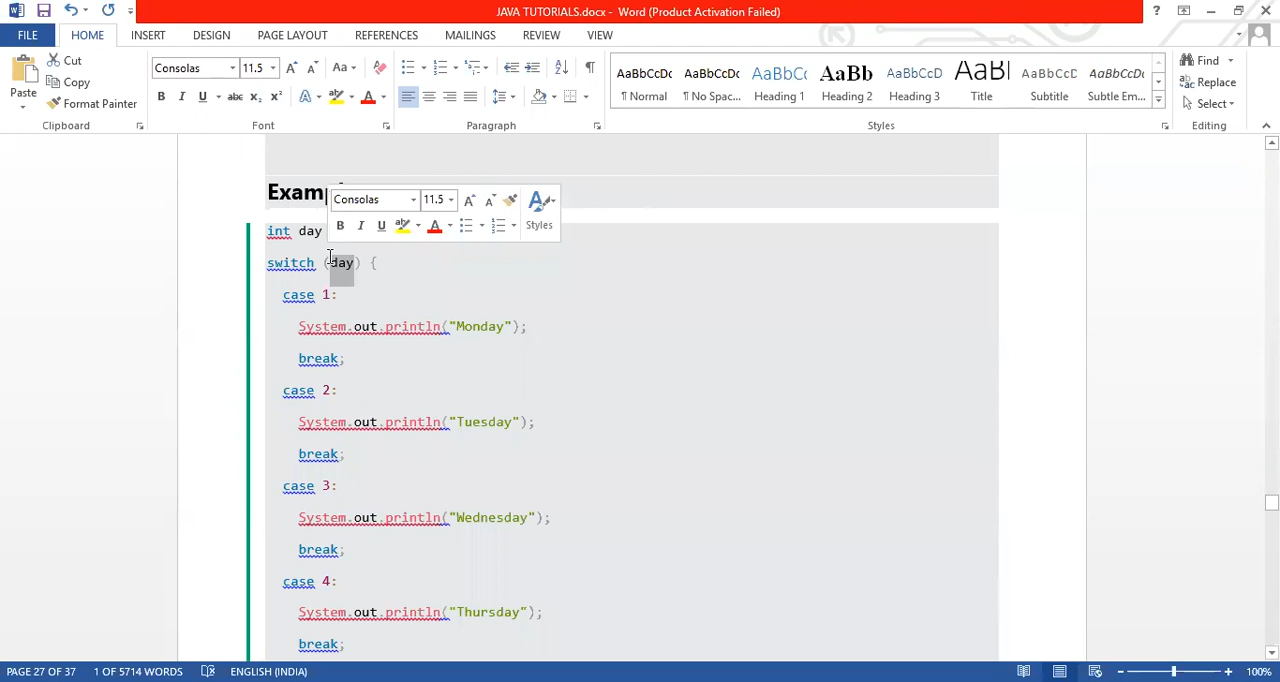 JAVA TUTORIALS.docx - Word (Product Activation Failed)
FILE HOME INSERT DESIGN PAGE LAYOUT REFERENCES MAILINGS REVIEW VIEW
Paste
Cut
Copy
Format Painter
Clipboard
Consolas 11.5
Font
Paragraph
AaBbCcDc AaBbCcDc AaBbCc AaBb AaBbCcD AaB AaBbCcD AaBbCcDc
¶ Normal ¶ No Spac... Heading 1 Heading 2 Heading 3 Title Subtitle Subtle Em...
Styles
Find
Replace
Select
Editing
Examp
Consolas 11.5
Styles
int day
switch (day) {
case 1:
System.out.println("Monday");
break;
case 2:
System.out.println("Tuesday");
break;
case 3:
System.out.println("Wednesday");
break;
case 4:
System.out.println("Thursday");
break;
PAGE 27 OF 37 1 OF 5714 WORDS ENGLISH (INDIA) 100%